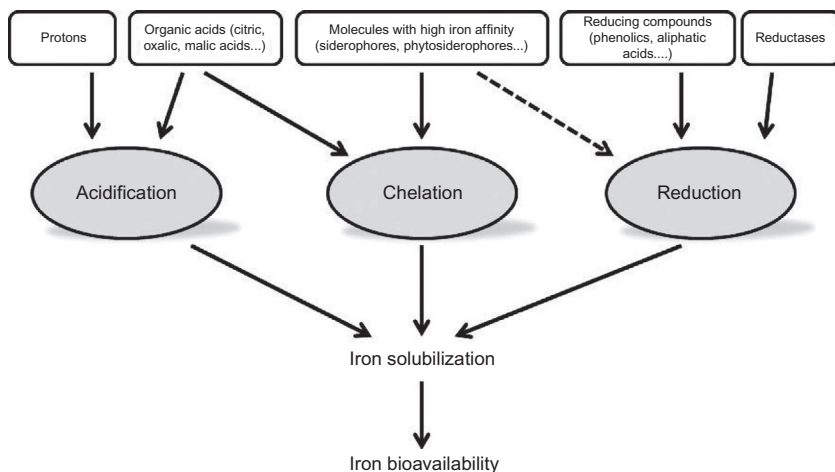 Protons
Organic acids (citric,
oxalic, malic acids...)
Molecules with high iron affinity
(siderophores, phytosiderophores...)
Reducing compounds
(phenolics, aliphatic
acids....)
Reductases
Acidification
Chelation
Reduction
Iron solubilization
Iron bioavailability